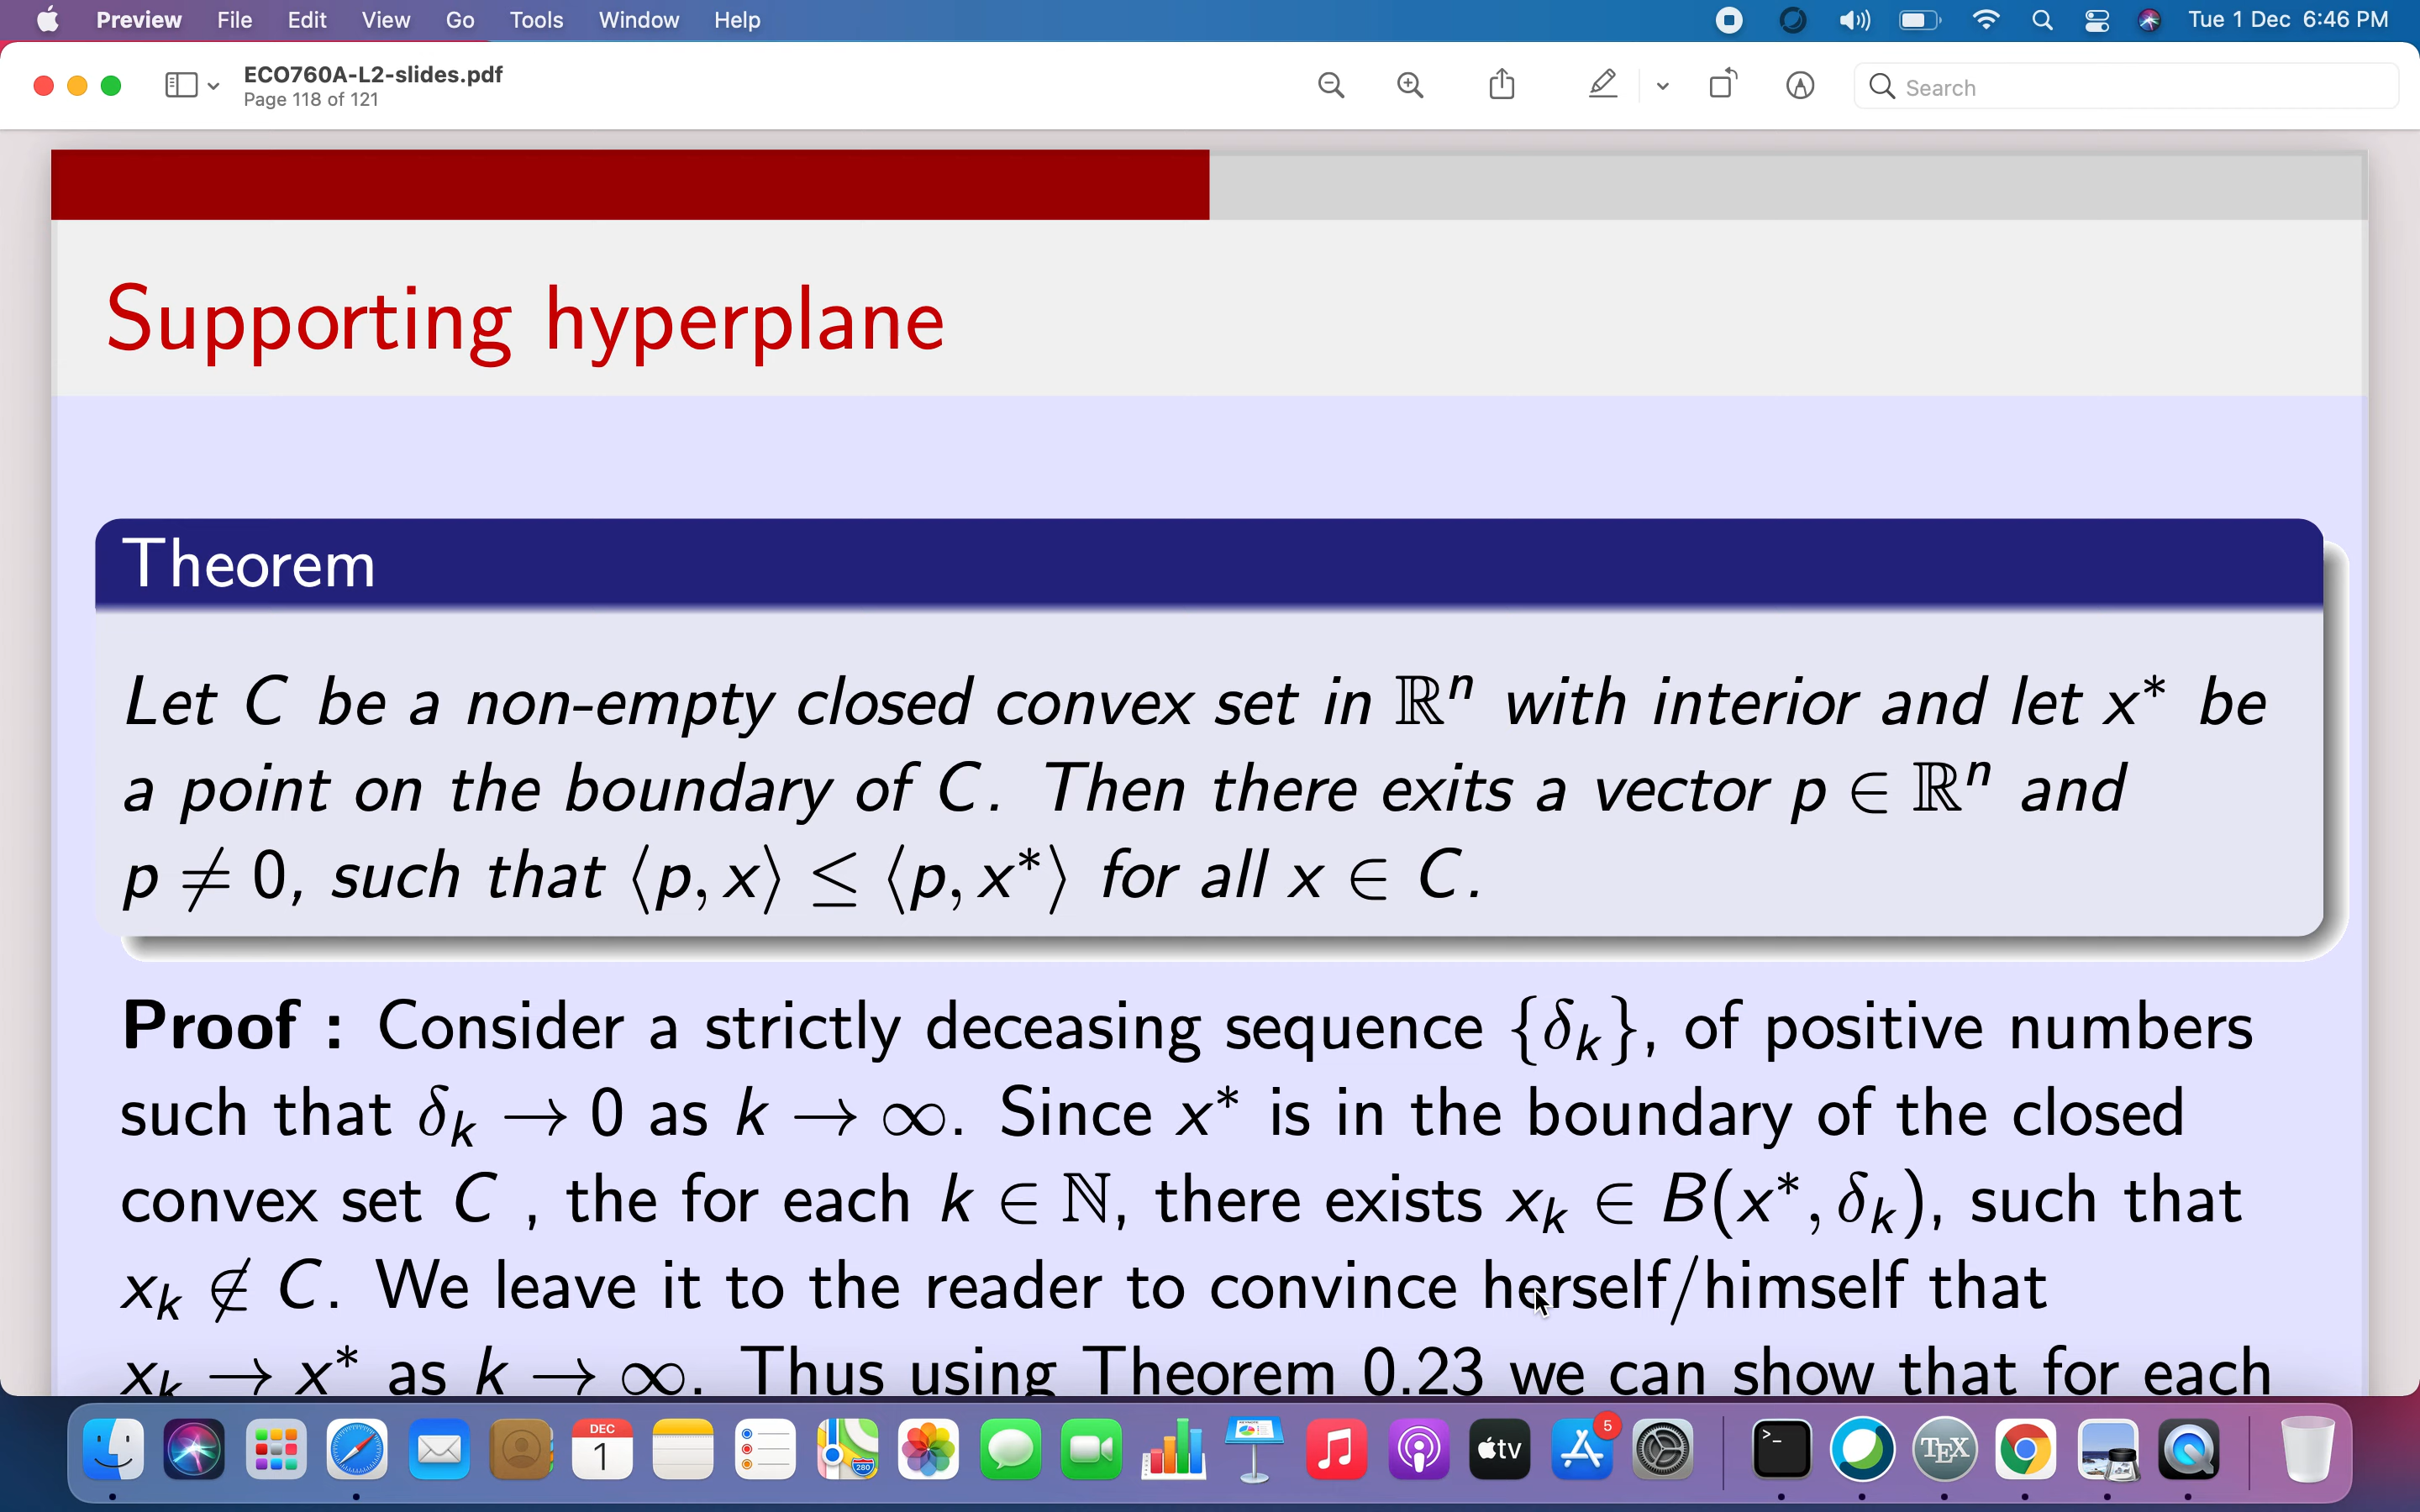 Preview File Edit View Go Tools Window Help Tue 1 Dec 6:46 PM
ECO760A-L2-slides.pdf
Page 118 of 121
Search
Supporting hyperplane
Theorem
Let C be a non-empty closed convex set in ℝⁿ with interior and let x* be
a point on the boundary of C. Then there exits a vector p ∈ ℝⁿ and
p ≠ 0, such that ⟨p, x⟩ ≤ ⟨p, x*⟩ for all x ∈ C.
Proof : Consider a strictly deceasing sequence {δₖ}, of positive numbers
such that δₖ → 0 as k → ∞. Since x* is in the boundary of the closed
convex set C , the for each k ∈ ℕ, there exists xₖ ∈ B(x*, δₖ), such that
xₖ ∉ C. We leave it to the reader to convince herself/himself that
xₖ → x* as k → ∞. Thus using Theorem 0.23 we can show that for each
DEC
1
280
tv
5
>_
TEX